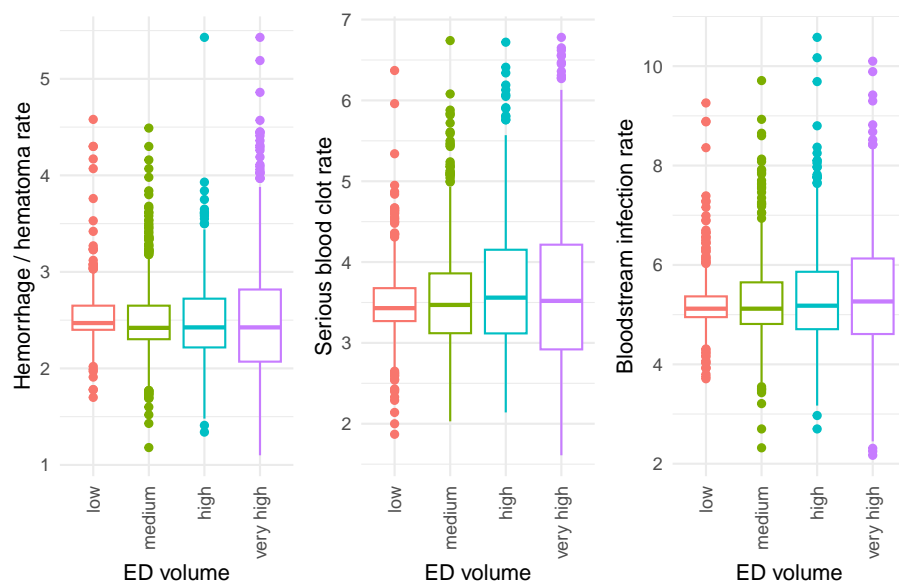 Hemorrhage / hematoma rate
5
4
3
2
1
low
medium
high
very high
ED volume
Serious blood clot rate
7
6
5
4
3
2
low
medium
high
very high
ED volume
Bloodstream infection rate
10
8
6
4
2
low
medium
high
very high
ED volume